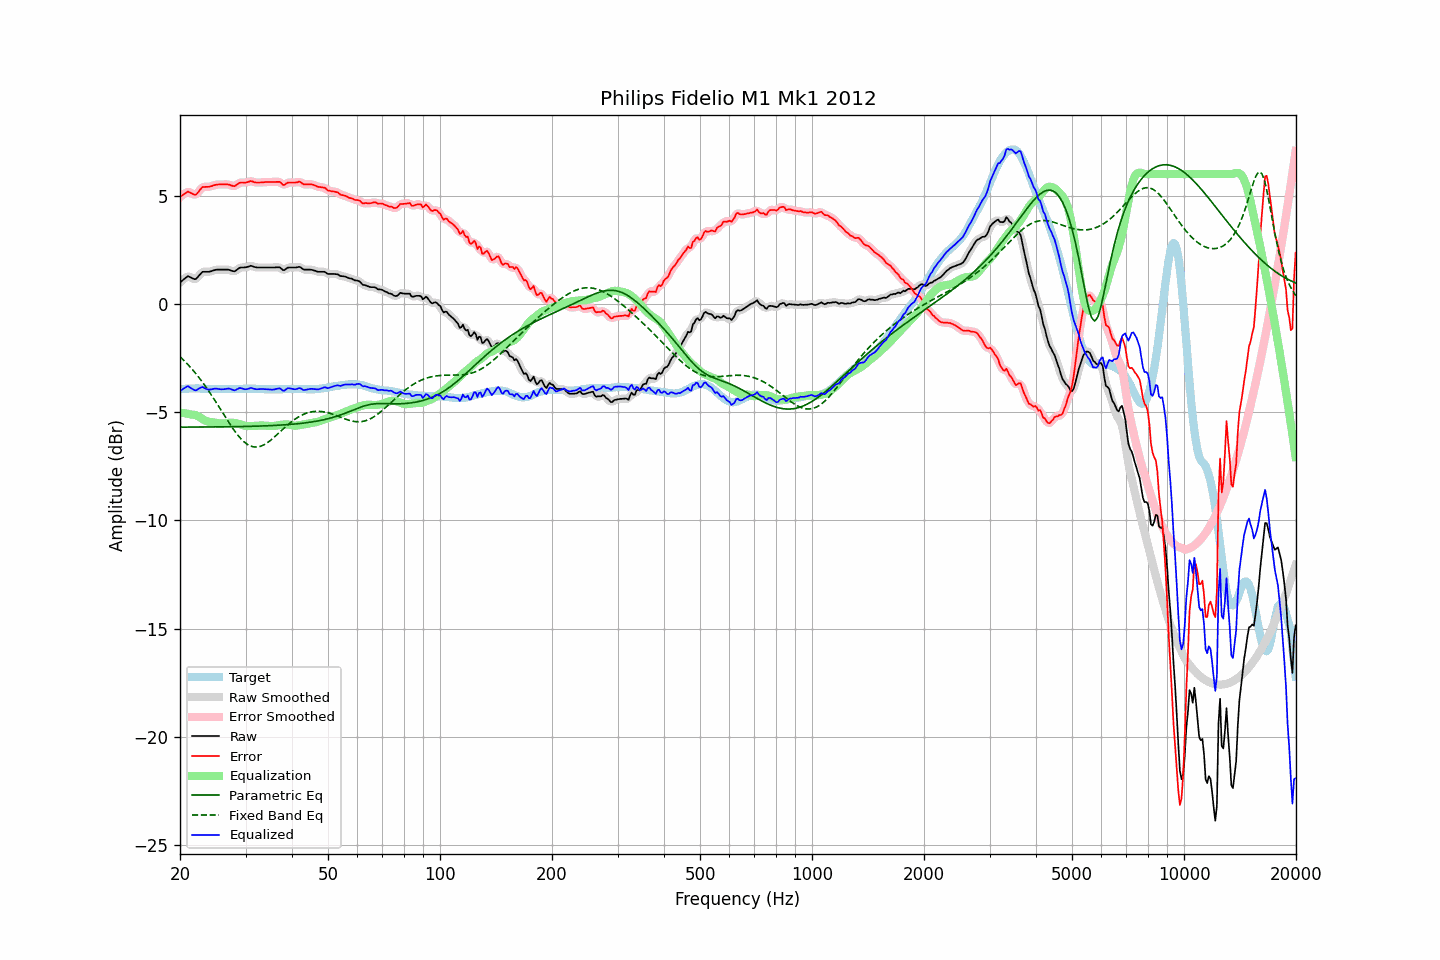 Philips Fidelio M1 Mk1 2012
Amplitude (dBr)
5
0
−5
−10
−15
−20
−25
Target
Raw Smoothed
Error Smoothed
Raw
Error
Equalization
Parametric Eq
Fixed Band Eq
Equalized
20 50 100 200 500 1000 2000 5000 10000 20000
Frequency (Hz)